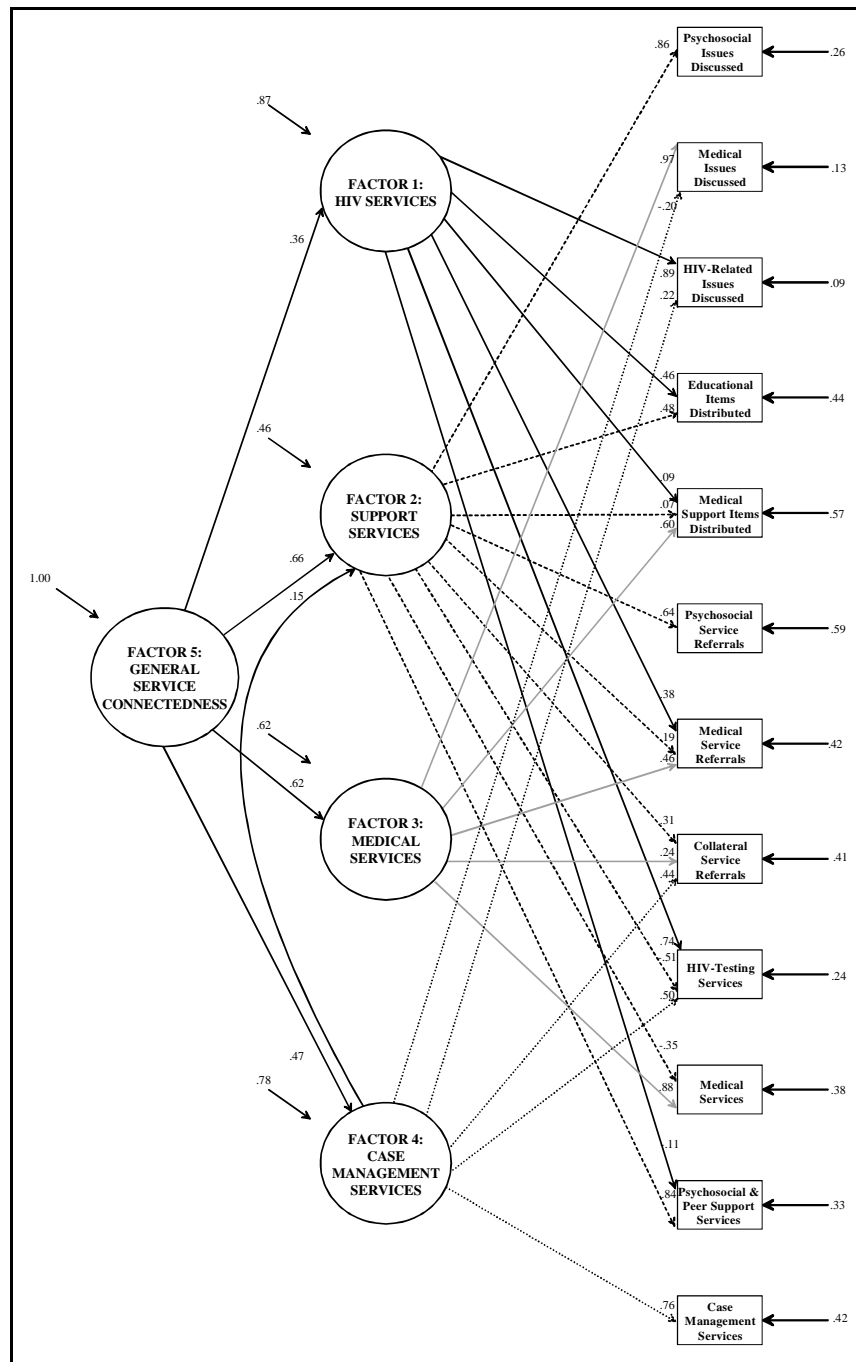 .86
Psychosocial
Issues
Discussed
.26
.87
.97
Medical
Issues
Discussed
.13
-.20
FACTOR 1:
HIV SERVICES
.36
.89
HIV-Related
Issues
Discussed
.09
.22
.46
Educational
Items
Distributed
.44
.48
.46
FACTOR 2:
SUPPORT
SERVICES
.09
.07
.60
Medical
Support Items
Distributed
.57
.66
.15
1.00
.64
Psychosocial
Service
Referrals
.59
FACTOR 5:
GENERAL
SERVICE
CONNECTEDNESS
.38
.19
.46
Medical
Service
Referrals
.42
.62
.62
FACTOR 3:
MEDICAL
SERVICES
.31
.24
.44
Collateral
Service
Referrals
.41
.74
-.51
.50
HIV-Testing
Services
.24
.47
.78
-.35
.88
Medical
Services
.38
FACTOR 4:
CASE
MANAGEMENT
SERVICES
-.11
.84
Psychosocial &
Peer Support
Services
.33
.76
Case
Management
Services
.42